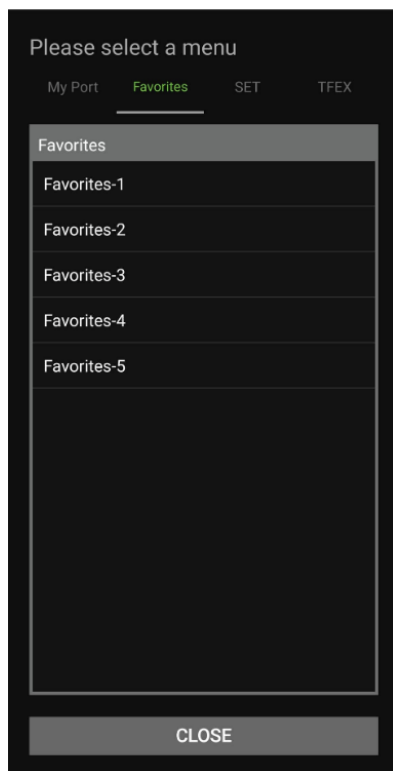 Please select a menu
My Port Favorites SET TFEX
Favorites
Favorites-1
Favorites-2
Favorites-3
Favorites-4
Favorites-5
CLOSE